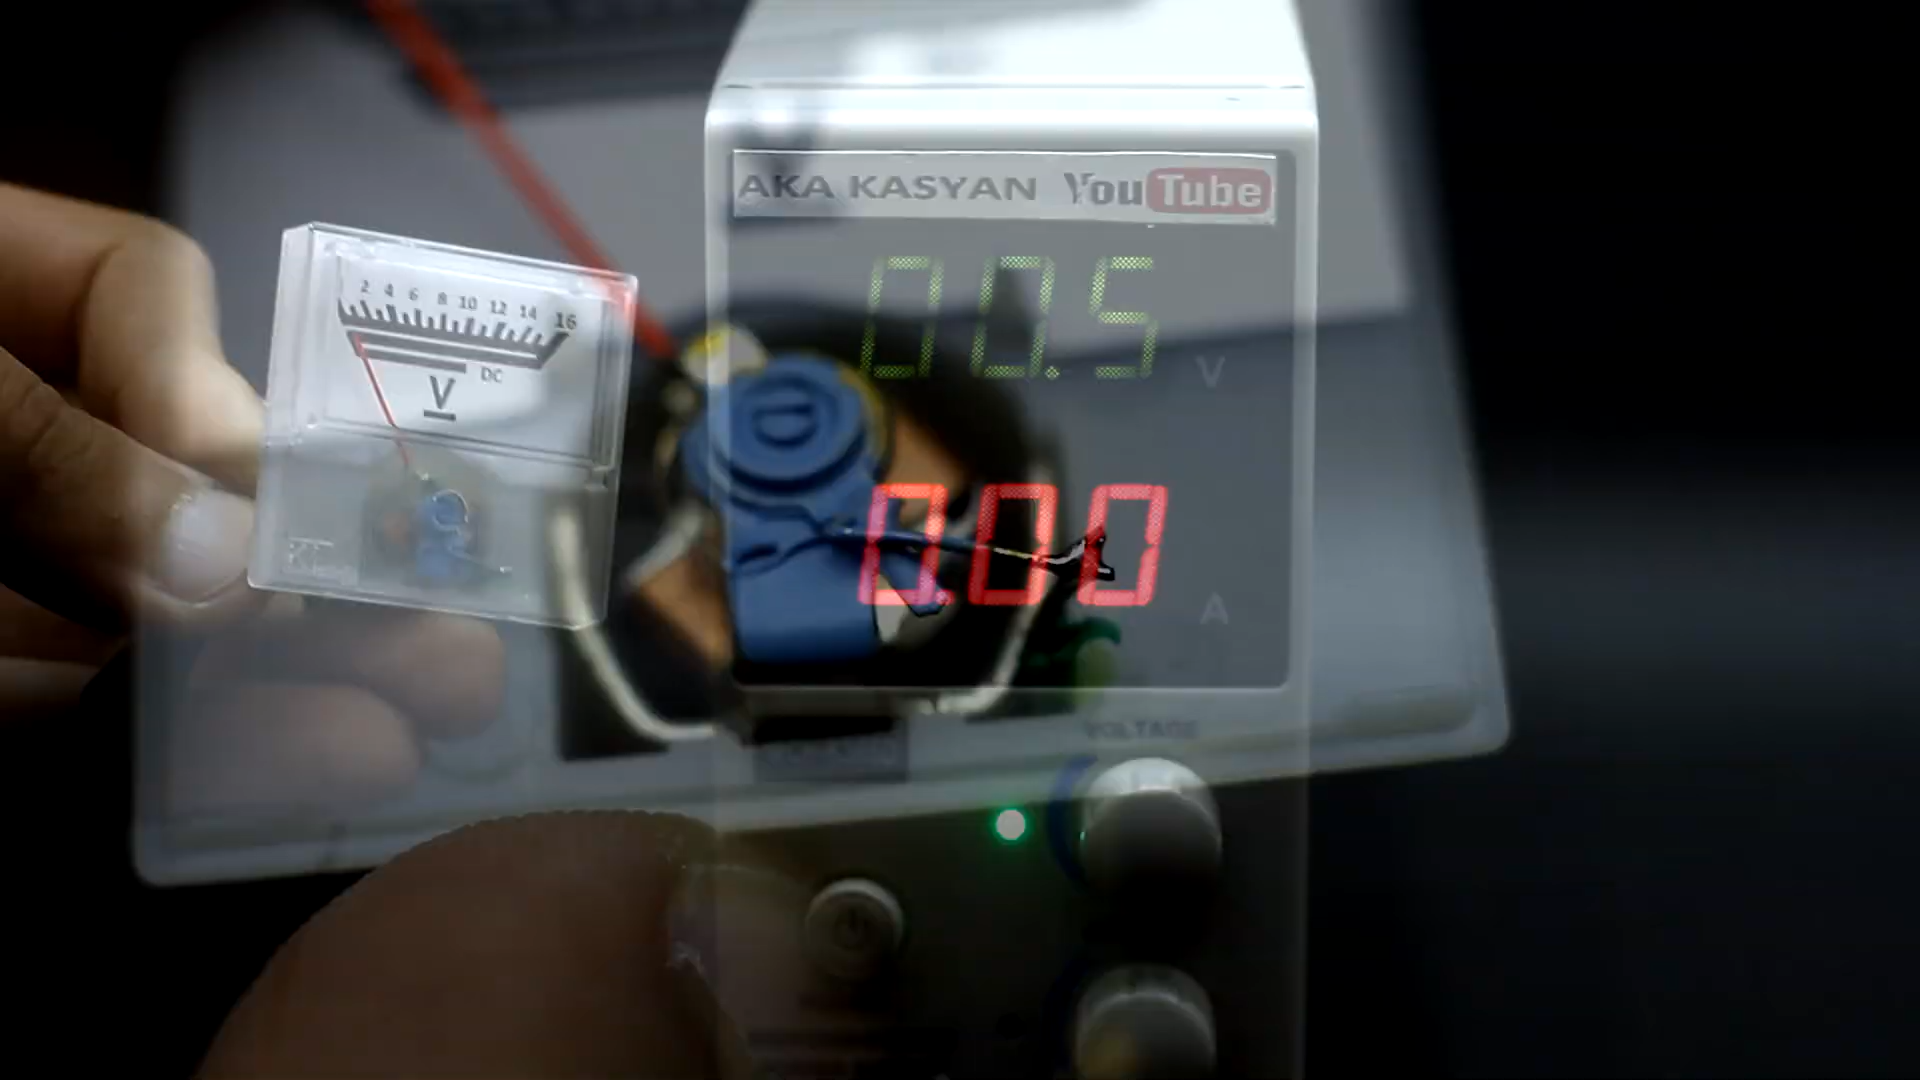 AKA KASYAN YouTube
00.5 V
0.00 A
2 4 6 8 10 12 14 16
DC
V
VOLTAGE